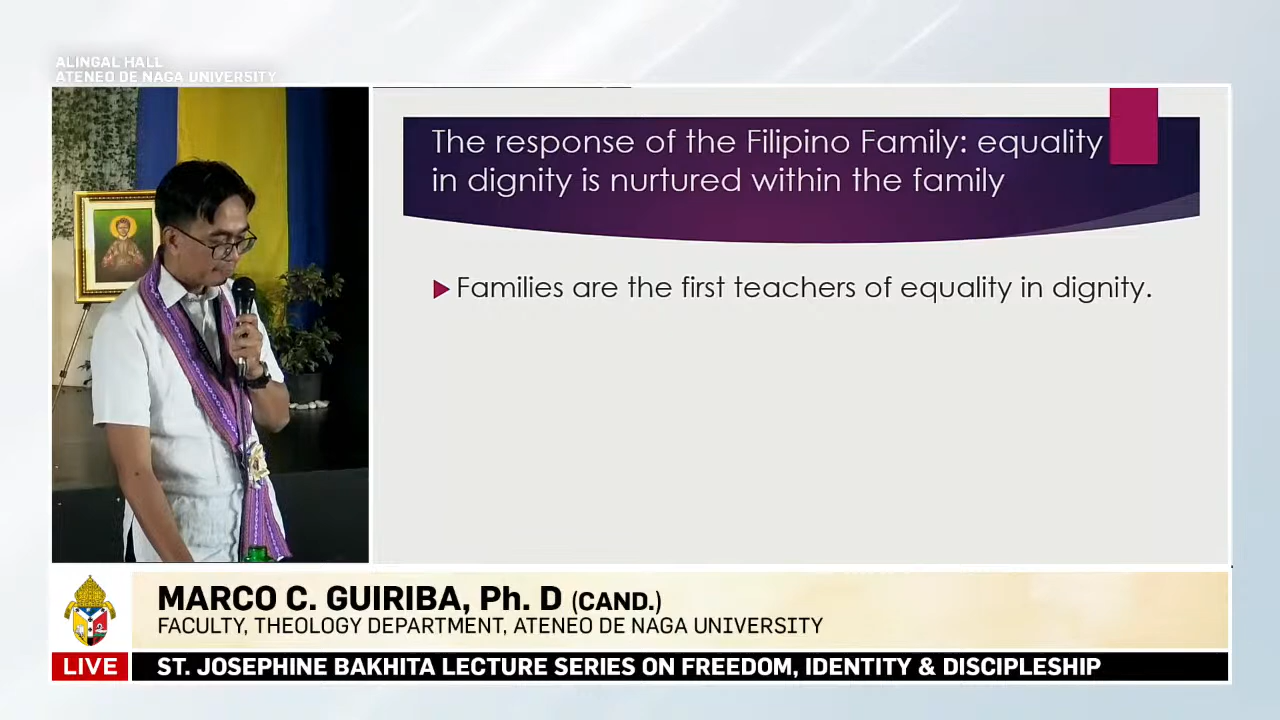 ALINGAL HALL
ATENEO DE NAGA UNIVERSITY
The response of the Filipino Family: equality
in dignity is nurtured within the family
Families are the first teachers of equality in dignity.
MARCO C. GUIRIBA, Ph. D (CAND.)
FACULTY, THEOLOGY DEPARTMENT, ATENEO DE NAGA UNIVERSITY
LIVE
ST. JOSEPHINE BAKHITA LECTURE SERIES ON FREEDOM, IDENTITY & DISCIPLESHIP